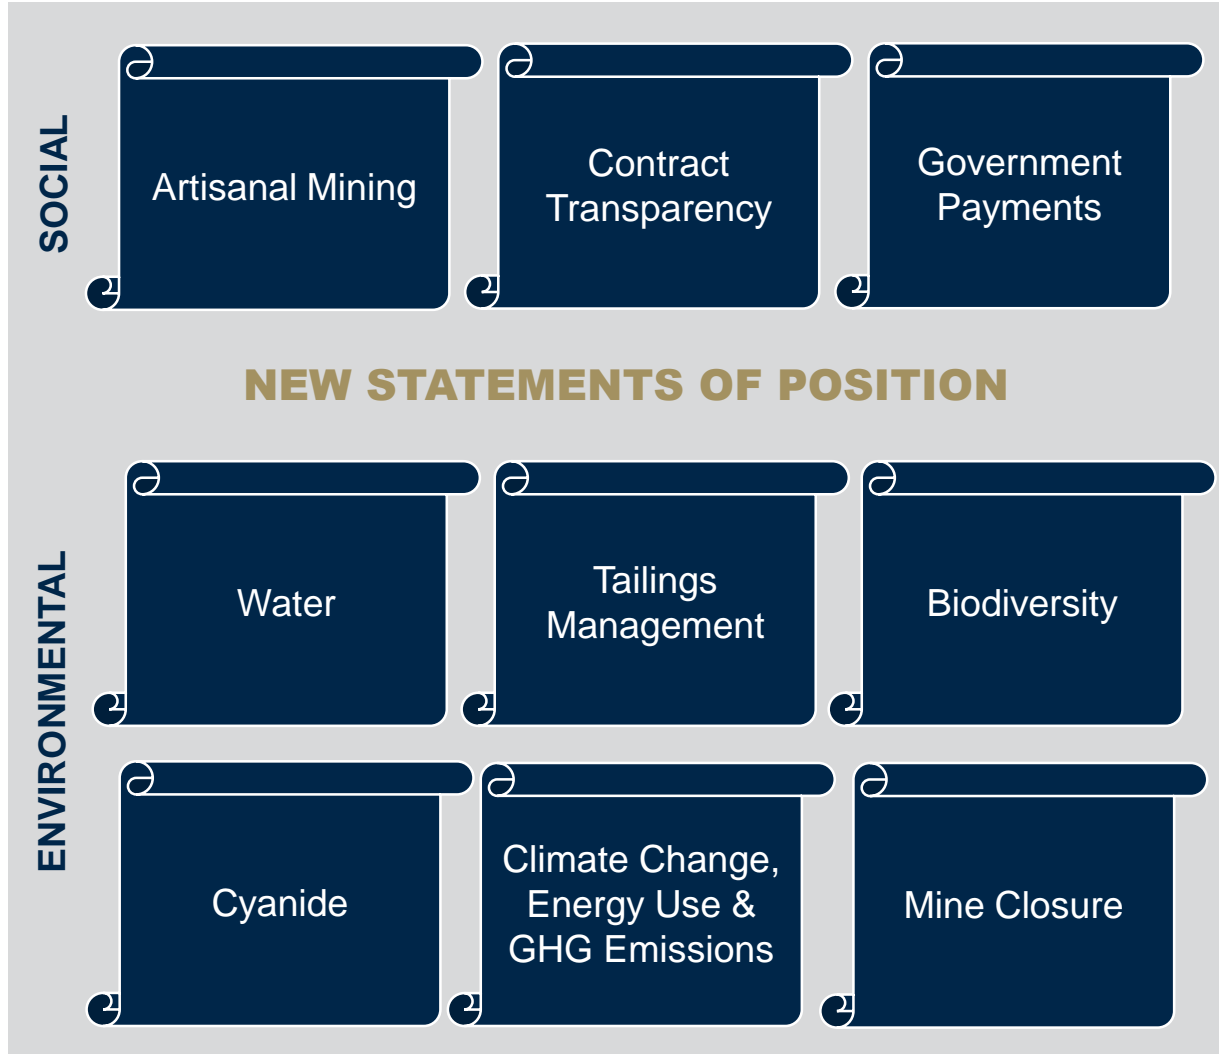 SOCIAL
Artisanal Mining
Contract
Transparency
Government
Payments
NEW STATEMENTS OF POSITION
ENVIRONMENTAL
Water
Tailings
Management
Biodiversity
Cyanide
Climate Change,
Energy Use &
GHG Emissions
Mine Closure